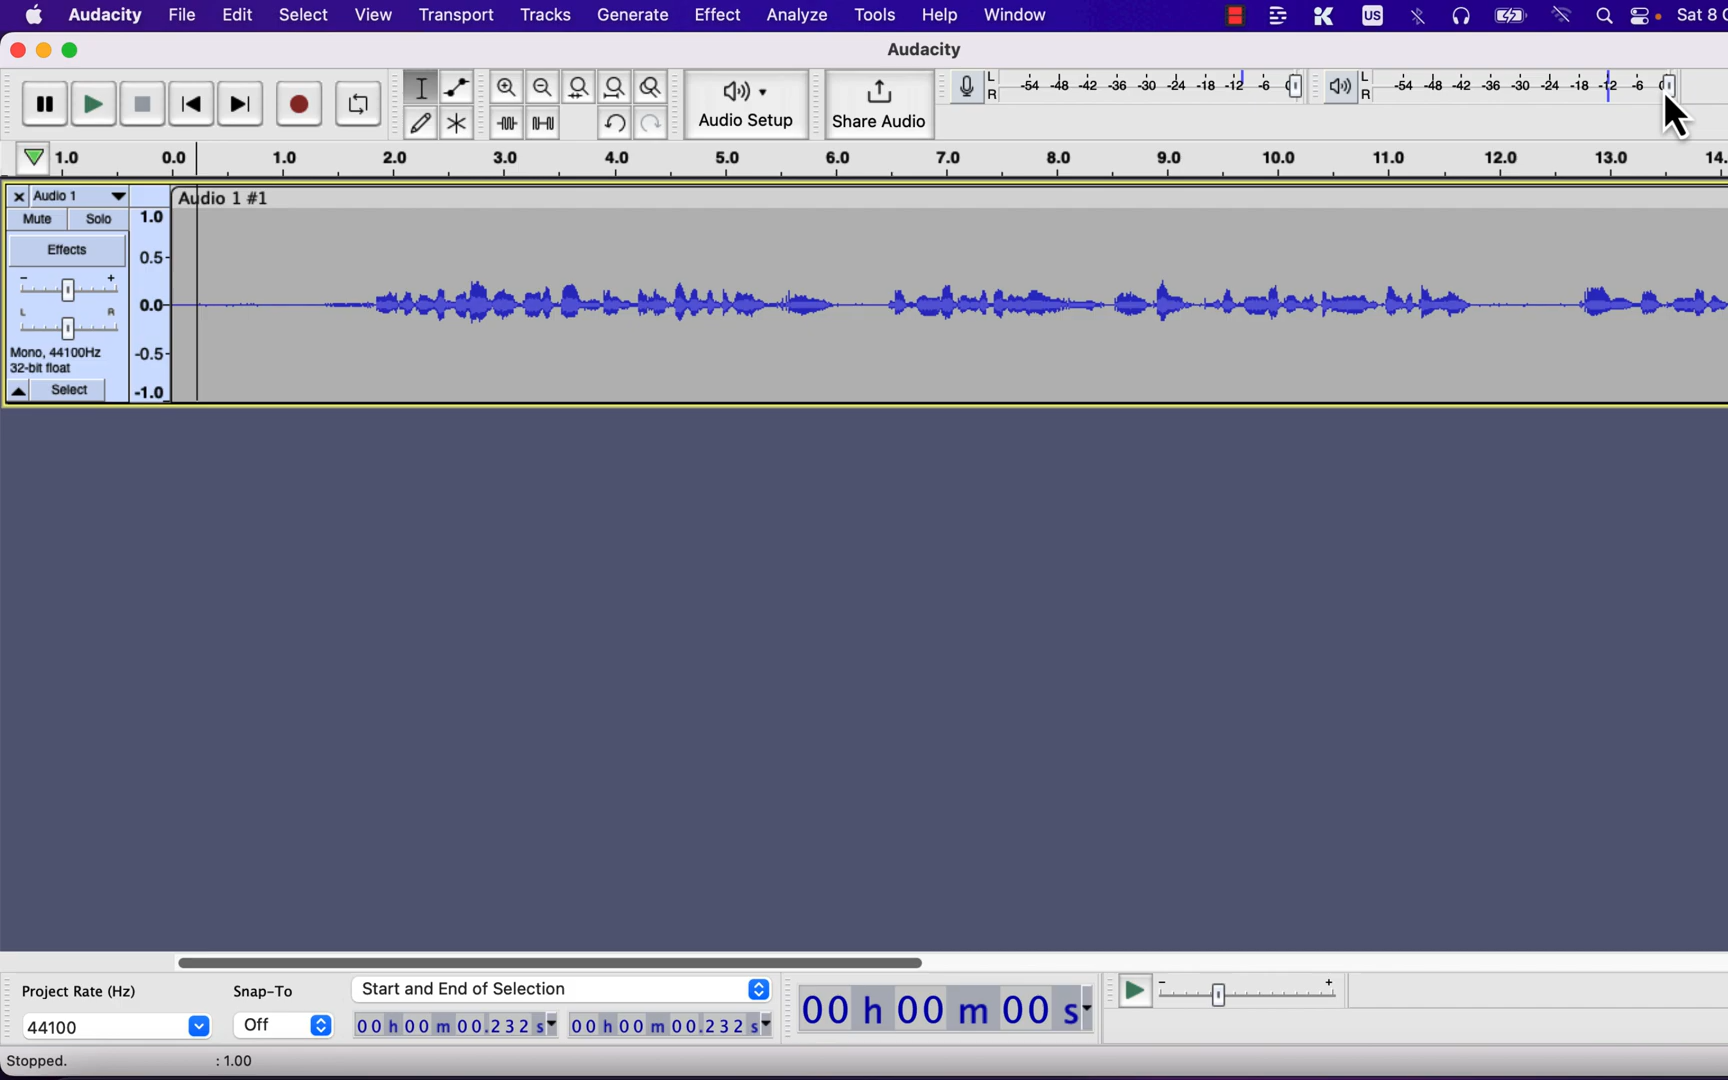 Audacity File Edit Select View Transport Tracks Generate Effect Analyze Tools Help Window US Sat 8
Audacity
Audio Setup
Share Audio
L
R
-54 -48 -42 -36 -30 -24 -18 -12 -6 0
L
R
-54 -48 -42 -36 -30 -24 -18 -12 -6
1.0 0.0 1.0 2.0 3.0 4.0 5.0 6.0 7.0 8.0 9.0 10.0 11.0 12.0 13.0 14.
Audio 1
Audio 1 #1
Mute Solo
Effects
- +
L R
Mono, 44100Hz
32-bit float
Select
1.0
0.5
0.0
-0.5
-1.0
Project Rate (Hz) Snap-To Start and End of Selection
44100 Off 00 h 00 m 00.232 s 00 h 00 m 00.232 s
00 h 00 m 00 s
- +
Stopped. : 1.00